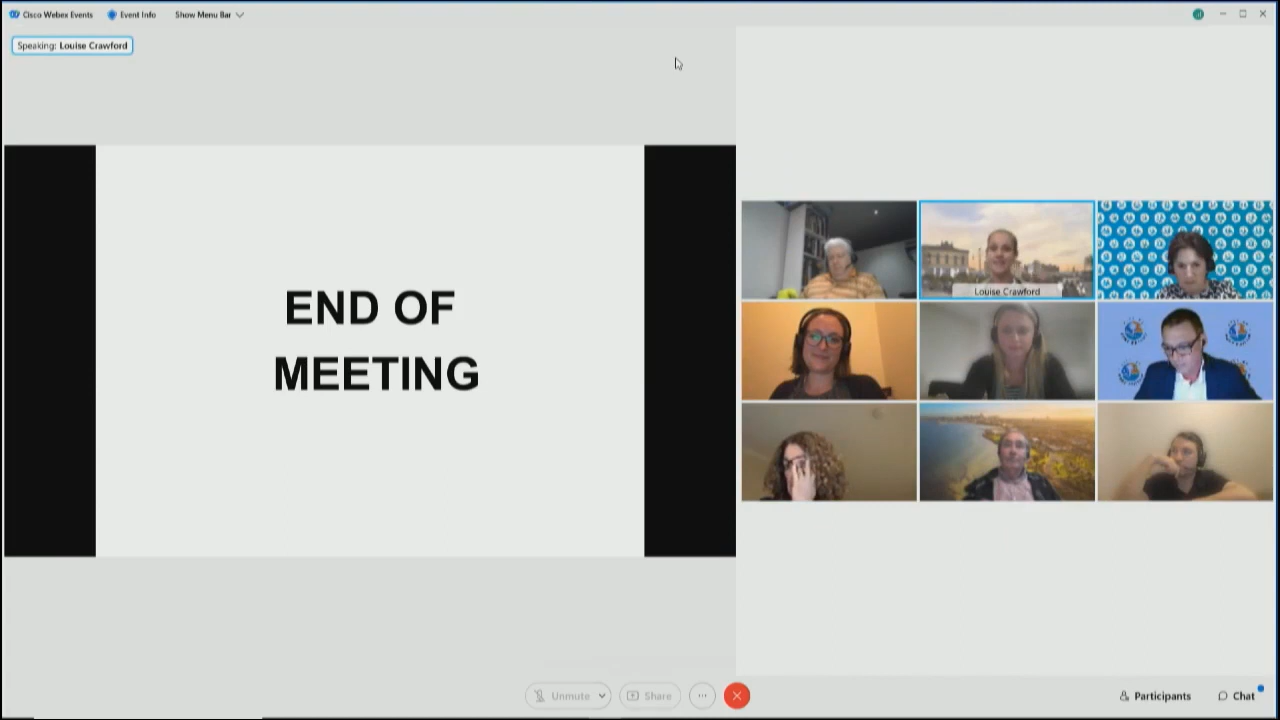 Cisco Webex Events
Event Info
Show Menu Bar
Speaking: Louise Crawford
END OF
MEETING
Louise Crawford
Unmute
Share
Participants
Chat